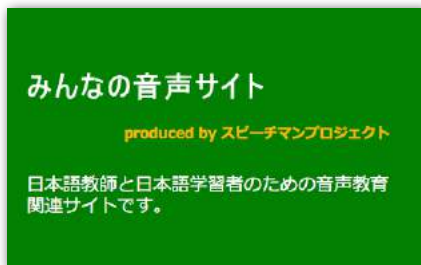 みんなの音声サイト
produced by スピーチマンプロジェクト
日本語教師と日本語学習者のための音声教育
関連サイトです。